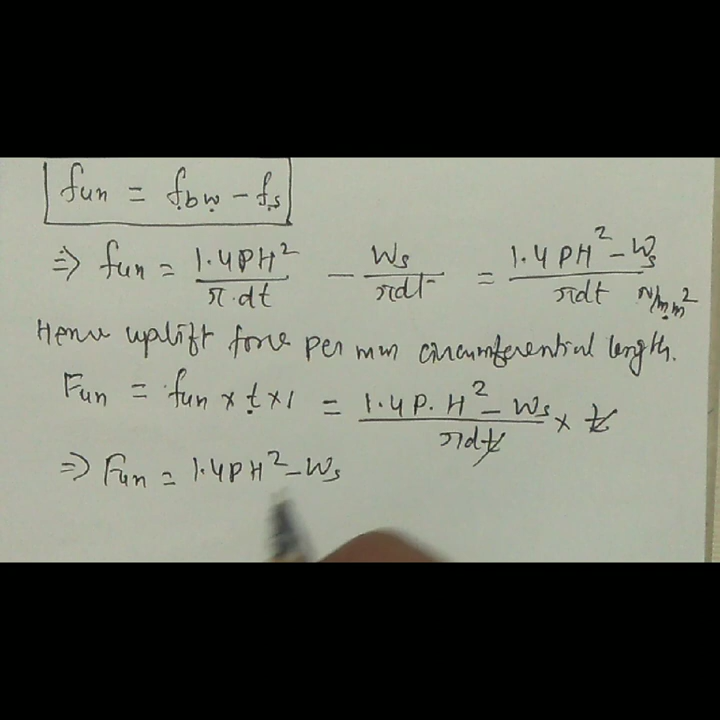 fun = fbw - fs
⇒ fun = 1.4PH²/π.dt - Ws/πdt = 1.4PH² - Ws/πdt N/mm²
Hence uplift force per mm circumferential length.
Fun = fun × t × 1 = 1.4P.H² - Ws/πdt × t
⇒ Fun = 1.4PH² - Ws